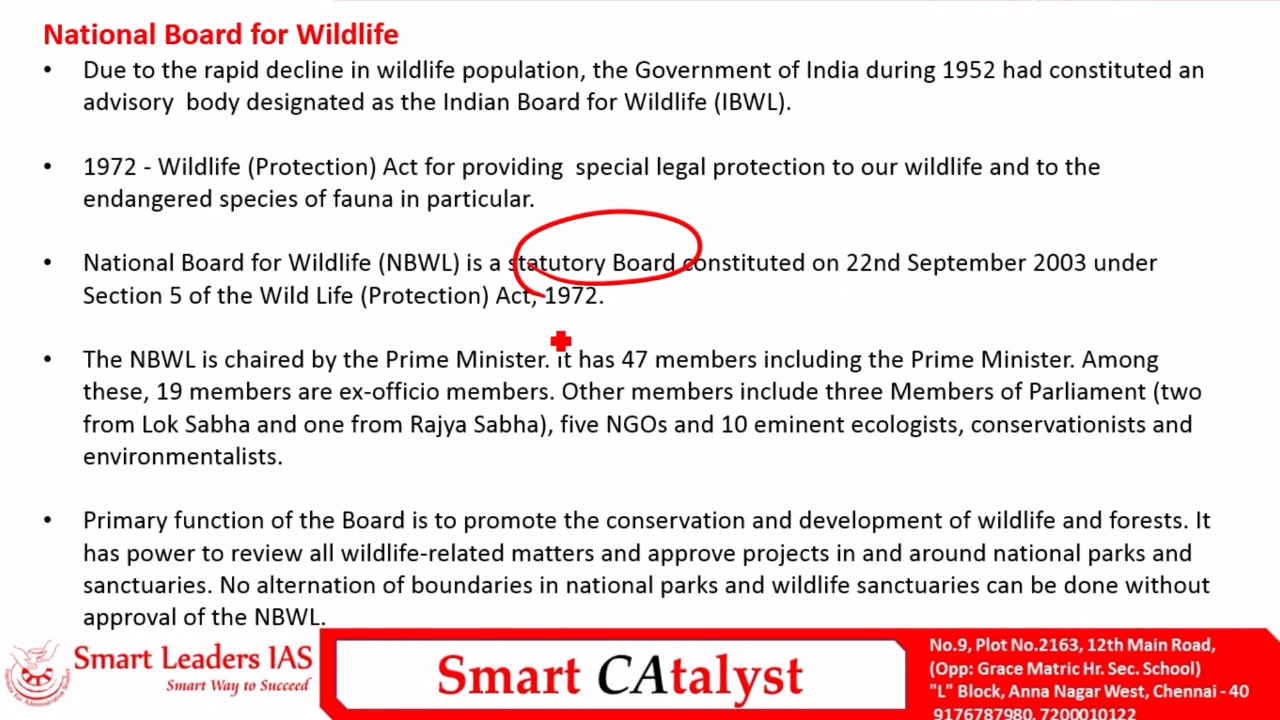 National Board for Wildlife
• Due to the rapid decline in wildlife population, the Government of India during 1952 had constituted an
advisory body designated as the Indian Board for Wildlife (IBWL).
• 1972 - Wildlife (Protection) Act for providing special legal protection to our wildlife and to the
endangered species of fauna in particular.
• National Board for Wildlife (NBWL) is a statutory Board constituted on 22nd September 2003 under
Section 5 of the Wild Life (Protection) Act, 1972.
• The NBWL is chaired by the Prime Minister. It has 47 members including the Prime Minister. Among
these, 19 members are ex-officio members. Other members include three Members of Parliament (two
from Lok Sabha and one from Rajya Sabha), five NGOs and 10 eminent ecologists, conservationists and
environmentalists.
• Primary function of the Board is to promote the conservation and development of wildlife and forests. It
has power to review all wildlife-related matters and approve projects in and around national parks and
sanctuaries. No alternation of boundaries in national parks and wildlife sanctuaries can be done without
approval of the NBWL.
Smart Leaders IAS
Smart Way to Succeed
Smart CAtalyst
No.9, Plot No.2163, 12th Main Road,
(Opp: Grace Matric Hr. Sec. School)
"L" Block, Anna Nagar West, Chennai - 40
9176787980, 7200010122